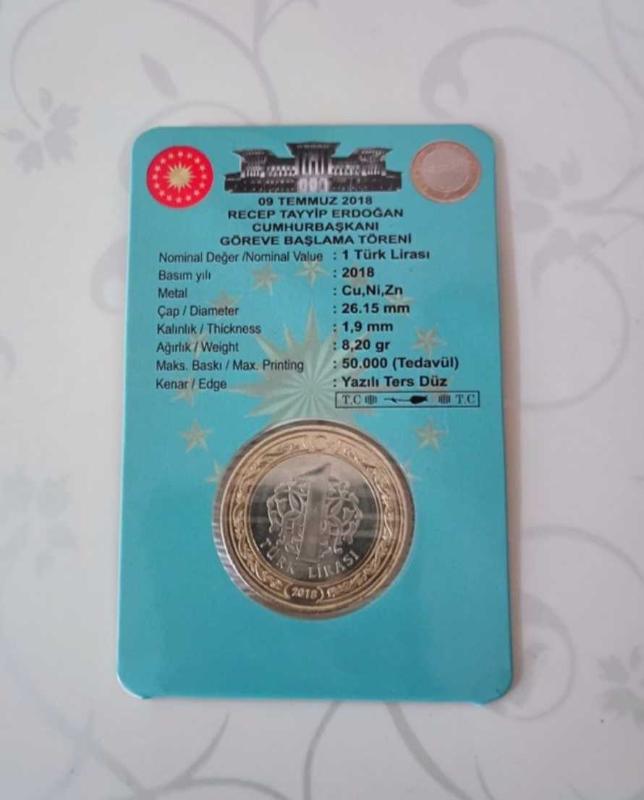 09 TEMMUZ 2018
RECEP TAYYİP ERDOĞAN
CUMHURBAŞKANI
GÖREVE BAŞLAMA TÖRENİ
Nominal Değer /Nominal Value : 1 Türk Lirası
Basım yılı : 2018
Metal : Cu,Ni,Zn
Çap / Diameter : 26.15 mm
Kalınlık / Thickness : 1,9 mm
Ağırlık / Weight : 8,20 gr
Maks. Baskı / Max. Printing : 50.000 (Tedavül)
Kenar / Edge : Yazılı Ters Düz
T.C T.C
1
TÜRK LİRASI
2018